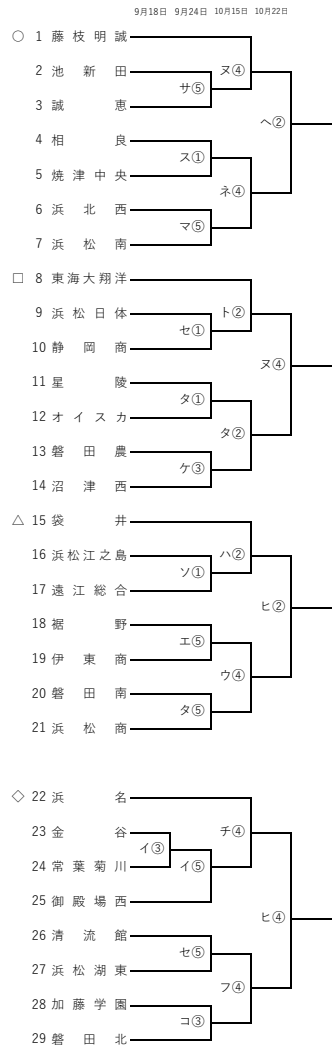 9月18日 9月24日 10月15日 10月22日
○ 1 藤枝明誠
2 池新田
ヌ④
サ⑤
3 誠恵
ヘ②
4 相良
ス①
5 焼津中央
ネ④
6 浜北西
マ⑤
7 浜松南
□ 8 東海大翔洋
9 浜松日体
ト②
セ①
10 静岡商
ヌ④
11 星陵
タ①
12 オイスカ
タ②
13 磐田農
ケ③
14 沼津西
△ 15 袋井
16 浜松江之島
ハ②
ソ①
17 遠江総合
ヒ②
18 裾野
エ⑤
19 伊東商
ウ④
20 磐田南
タ⑤
21 浜松商
◇ 22 浜名
23 金谷
チ④
イ③
24 常葉菊川
イ⑤
25 御殿場西
ヒ④
26 清流館
セ⑤
27 浜松湖東
フ④
28 加藤学園
コ③
29 磐田北